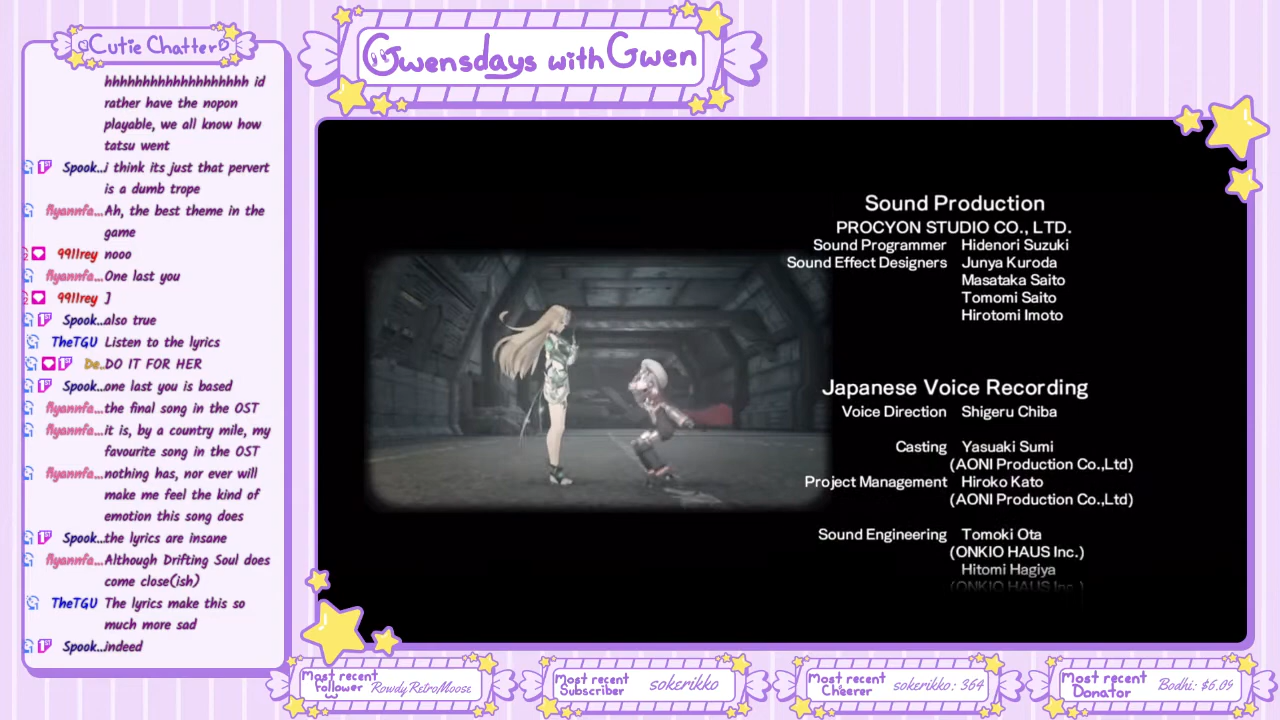 Cutie Chatter
hhhhhhhhhhhhhhhhhhh id
rather have the nopon
playable, we all know how
tatsu went
Spook... i think its just that pervert
is a dumb trope
flyannfa... Ah, the best theme in the
game
9911rey nooo
flyannfa... One last you
9911rey ]
Spook... also true
TheTGU Listen to the lyrics
De... DO IT FOR HER
Spook... one last you is based
flyannfa... the final song in the OST
flyannfa... it is, by a country mile, my
favourite song in the OST
flyannfa... nothing has, nor ever will
make me feel the kind of
emotion this song does
Spook... the lyrics are insane
flyannfa... Although Drifting Soul does
come close(ish)
TheTGU The lyrics make this so
much more sad
Spook... indeed
Gwensdays with Gwen
Sound Production
PROCYON STUDIO CO., LTD.
Sound Programmer Hidenori Suzuki
Sound Effect Designers Junya Kuroda
Masataka Saito
Tomomi Saito
Hirotomi Imoto
Japanese Voice Recording
Voice Direction Shigeru Chiba
Casting Yasuaki Sumi
(AONI Production Co.,Ltd)
Project Management Hiroko Kato
(AONI Production Co.,Ltd)
Sound Engineering Tomoki Ota
(ONKIO HAUS Inc.)
Hitomi Hagiya
(ONKIO HAUS Inc.)
Most recent
follower RowdyRetroMoose
Most recent
Subscriber sokerikko
Most recent
Cheerer sokerikko: 364
Most recent
Donator Bodhi: $6.09